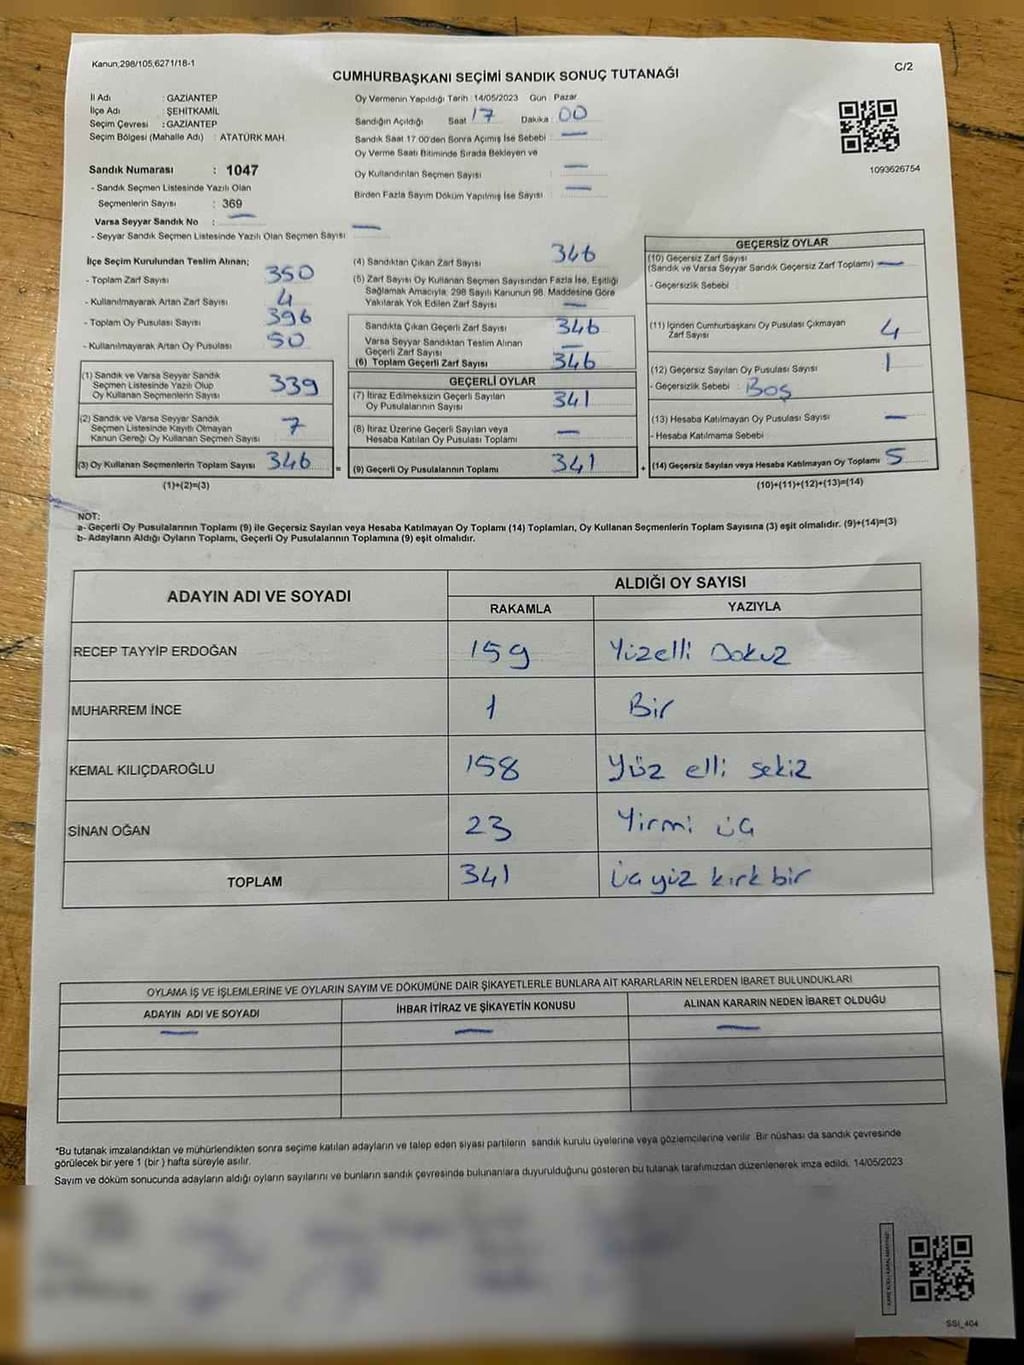 Kanun,298/105,6271/18-1
CUMHURBAŞKANI SEÇİMİ SANDIK SONUÇ TUTANAĞI
C/2
İl Adı : GAZIANTEP
İlçe Adı : ŞEHİTKAMİL
Seçim Çevresi : GAZIANTEP
Seçim Bölgesi (Mahalle Adı) : ATATÜRK MAH.
Oy Vermenin Yapıldığı Tarih : 14/05/2023 Gün : Pazar
Sandığın Açıldığı Saat 17 Dakika 00
Sandık Saat 17:00'den Sonra Açımış İse Sebebi : —
Oy Verme Saati Bitiminde Sırada Bekleyen ve
Oy Kullandırılan Seçmen Sayısı : —
Birden Fazla Sayım Döküm Yapılmış İse Sayısı : —
1093626754
Sandık Numarası : 1047
- Sandık Seçmen Listesinde Yazılı Olan
Seçmenlerin Sayısı : 369
Varsa Seyyar Sandık No : —
- Seyyar Sandık Seçmen Listesinde Yazılı Olan Seçmen Sayısı : —
İlçe Seçim Kurulundan Teslim Alınan;
- Toplam Zarf Sayısı 350
- Kullanılmayarak Artan Zarf Sayısı 4
- Toplam Oy Pusulası Sayısı 396
- Kullanılmayarak Artan Oy Pusulası 50
(1) Sandık ve Varsa Seyyar Sandık
Seçmen Listesinde Yazılı Olup
Oy Kullanan Seçmenlerin Sayısı 339
(2) Sandık ve Varsa Seyyar Sandık
Seçmen Listesinde Kayıtlı Olmayan
Kanun Gereği Oy Kullanan Seçmen Sayısı 7
(3) Oy Kullanan Seçmenlerin Toplam Sayısı 346
(1)+(2)=(3)
(4) Sandıktan Çıkan Zarf Sayısı 346
(5) Zarf Sayısı Oy Kullanan Seçmen Sayısından Fazla İse, Eşitliği
Sağlamak Amacıyla; 298 Sayılı Kanunun 98. Maddesine Göre
Yakılarak Yok Edilen Zarf Sayısı —
Sandıkta Çıkan Geçerli Zarf Sayısı 346
Varsa Seyyar Sandıktan Teslim Alınan
Geçerli Zarf Sayısı —
(6) Toplam Geçerli Zarf Sayısı 346
GEÇERLİ OYLAR
(7) İtiraz Edilmeksizin Geçerli Sayılan
Oy Pusulalarının Sayısı 341
(8) İtiraz Üzerine Geçerli Sayılan veya
Hesaba Katılan Oy Pusulası Toplamı —
= (9) Geçerli Oy Pusulalarının Toplamı 341 +
GEÇERSİZ OYLAR
(10) Geçersiz Zarf Sayısı
(Sandık ve Varsa Seyyar Sandık Geçersiz Zarf Toplamı) —
- Geçersizlik Sebebi
(11) İçinden Cumhurbaşkanı Oy Pusulası Çıkmayan
Zarf Sayısı 4
(12) Geçersiz Sayılan Oy Pusulası Sayısı 1
- Geçersizlik Sebebi : Boş
(13) Hesaba Katılmayan Oy Pusulası Sayısı —
- Hesaba Katılmama Sebebi
(14) Geçersiz Sayılan veya Hesaba Katılmayan Oy Toplamı 5
(10)+(11)+(12)+(13)=(14)
NOT:
a- Geçerli Oy Pusulalarının Toplamı (9) ile Geçersiz Sayılan veya Hesaba Katılmayan Oy Toplamı (14) Toplamları, Oy Kullanan Seçmenlerin Toplam Sayısına (3) eşit olmalıdır. (9)+(14)=(3)
b- Adayların Aldığı Oyların Toplamı, Geçerli Oy Pusulalarının Toplamına (9) eşit olmalıdır.
ADAYIN ADI VE SOYADI
ALDIĞI OY SAYISI
RAKAMLA YAZIYLA
RECEP TAYYİP ERDOĞAN 159 Yüzelli Dokuz
MUHARREM İNCE 1 Bir
KEMAL KILIÇDAROĞLU 158 Yüz elli sekiz
SİNAN OĞAN 23 Yirmi üç
TOPLAM 341 üçyüz kırk bir
OYLAMA İŞ VE İŞLEMLERİNE VE OYLARIN SAYIM VE DÖKÜMÜNE DAİR ŞİKAYETLERLE BUNLARA AİT KARARLARIN NELERDEN İBARET BULUNDUKLARI
ADAYIN ADI VE SOYADI İHBAR İTİRAZ VE ŞİKAYETİN KONUSU ALINAN KARARIN NEDEN İBARET OLDUĞU
— — —
*Bu tutanak imzalandıktan ve mühürlendikten sonra seçime katılan adayların ve talep eden siyasi partilerin sandık kurulu üyelerine veya gözlemcilerine verilir. Bir nüshası da sandık çevresinde
görülecek bir yere 1 (bir ) hafta süreyle asılır.
Sayım ve döküm sonucunda adayların aldığı oyların sayılarını ve bunların sandık çevresinde bulunanlara duyurulduğunu gösteren bu tutanak tarafımızdan düzenlenerek imza edildi. 14/05/2023
SSI_404